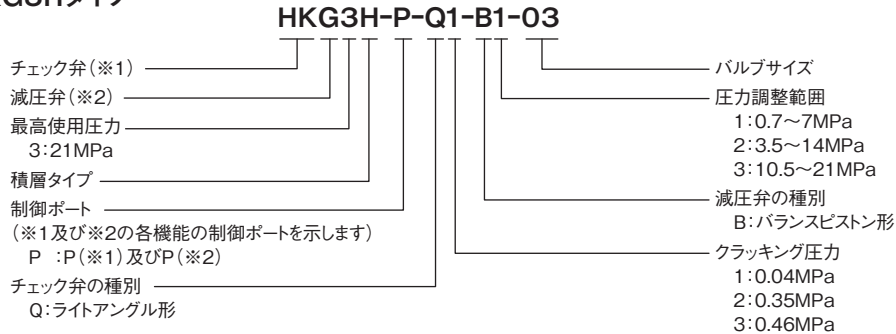 HKG3H-P-Q1-B1-03
チェック弁(※1)
減圧弁(※2)
最高使用圧力
3:21MPa
積層タイプ
制御ポート
(※1及び※2の各機能の制御ポートを示します)
P :P(※1)及びP(※2)
チェック弁の種別
Q:ライトアングル形
バルブサイズ
圧力調整範囲
1:0.7〜7MPa
2:3.5〜14MPa
3:10.5〜21MPa
減圧弁の種別
B:バランスピストン形
クラッキング圧力
1:0.04MPa
2:0.35MPa
3:0.46MPa